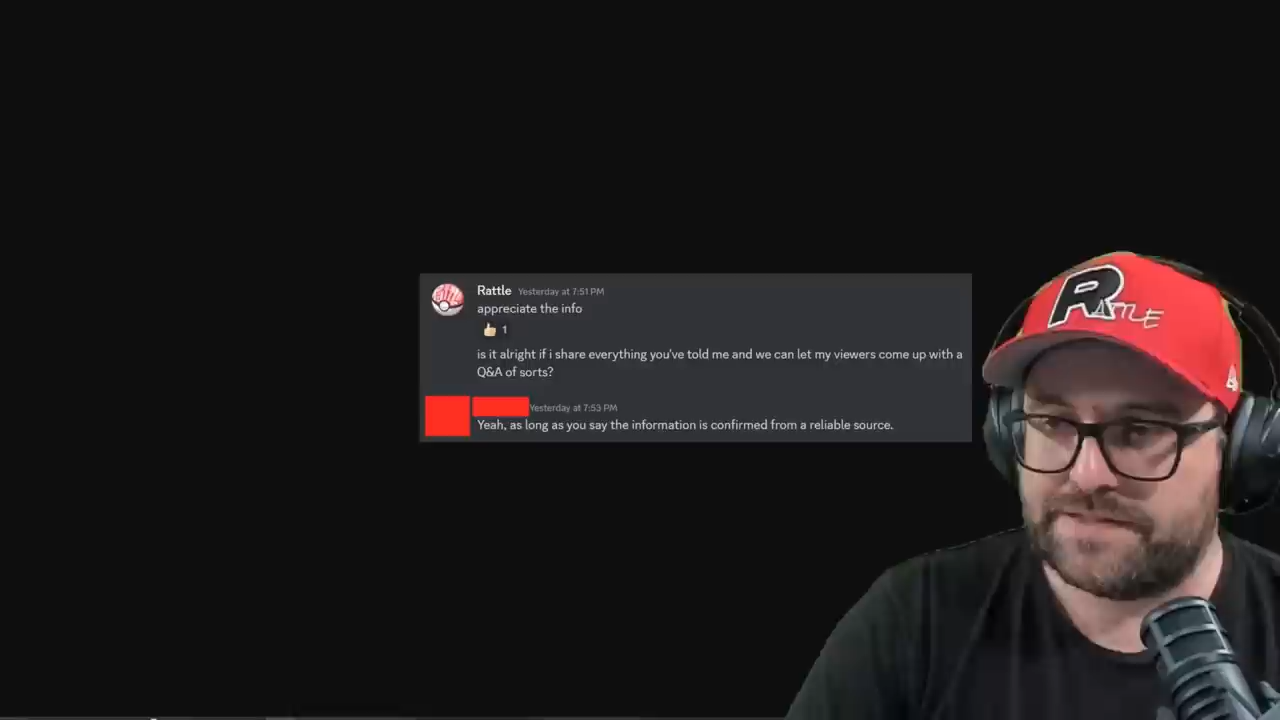 Rattle Yesterday at 7:51 PM
appreciate the info
1
is it alright if i share everything you've told me and we can let my viewers come up with a
Q&A of sorts?
Yesterday at 7:53 PM
Yeah, as long as you say the information is confirmed from a reliable source.
RATTLE